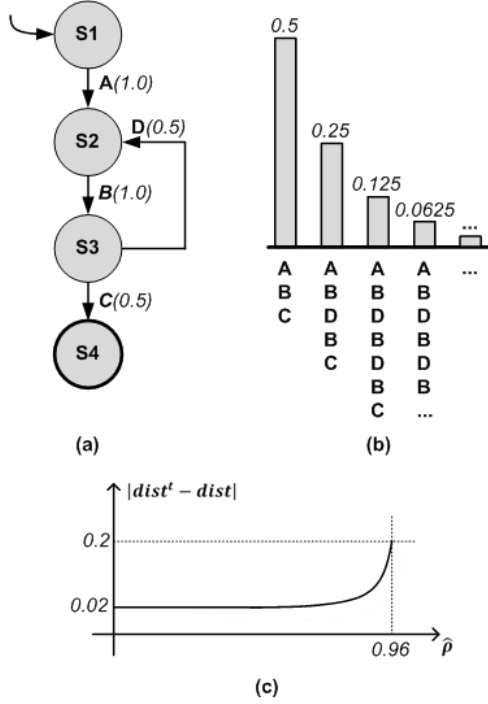 S1
A(1.0)
S2
D(0.5)
B(1.0)
S3
C(0.5)
S4
(a)
0.5
0.25
0.125
0.0625
...
A A A A ...
B B B B
C D D D
B B B
C D D
B B
C ...
(b)
|dist^t − dist|
0.2
0.02
0.96 ρ̂
(c)